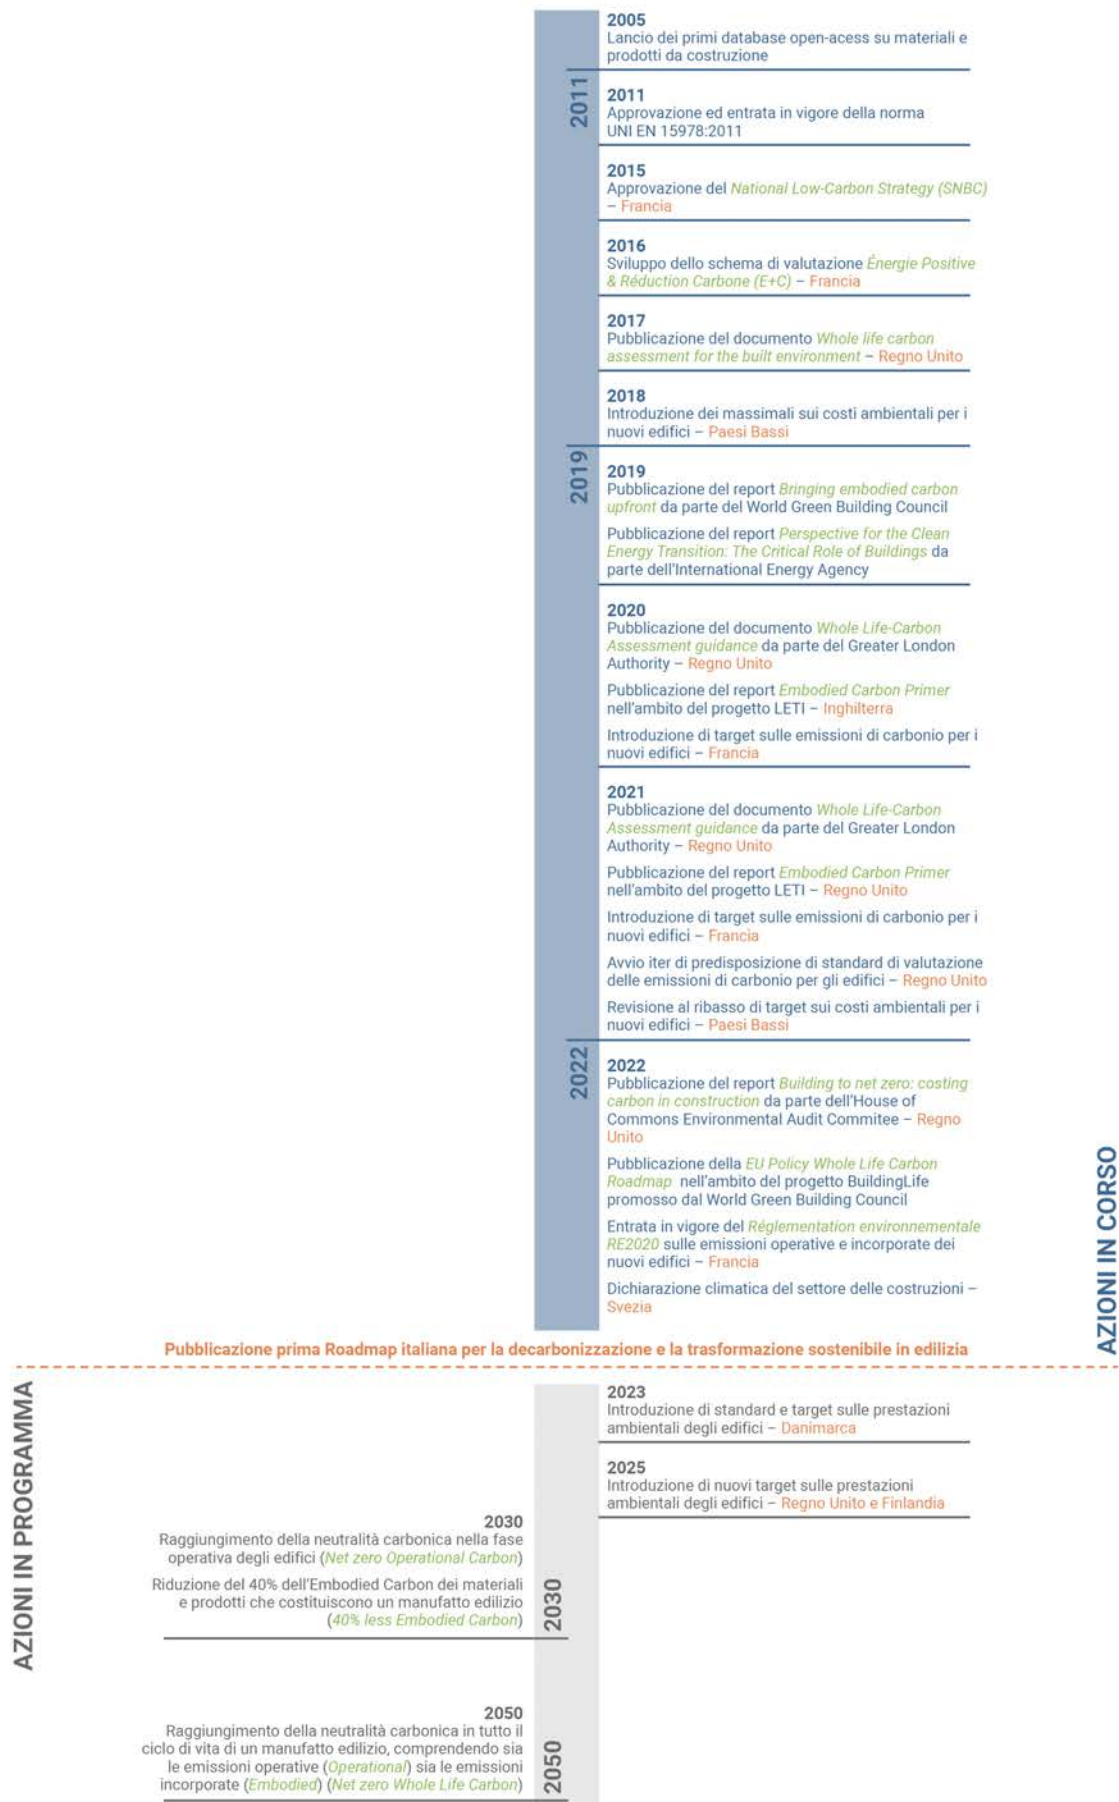 2005
Lancio dei primi database open-acess su materiali e
prodotti da costruzione
2011
2011
Approvazione ed entrata in vigore della norma
UNI EN 15978:2011
2015
Approvazione del National Low-Carbon Strategy (SNBC)
– Francia
2016
Sviluppo dello schema di valutazione Énergie Positive
& Réduction Carbone (E+C) – Francia
2017
Pubblicazione del documento Whole life carbon
assessment for the built environment – Regno Unito
2018
Introduzione dei massimali sui costi ambientali per i
nuovi edifici – Paesi Bassi
2019
2019
Pubblicazione del report Bringing embodied carbon
upfront da parte del World Green Building Council
Pubblicazione del report Perspective for the Clean
Energy Transition: The Critical Role of Buildings da
parte dell'International Energy Agency
2020
Pubblicazione del documento Whole Life-Carbon
Assessment guidance da parte del Greater London
Authority – Regno Unito
Pubblicazione del report Embodied Carbon Primer
nell'ambito del progetto LETI – Inghilterra
Introduzione di target sulle emissioni di carbonio per i
nuovi edifici – Francia
2021
Pubblicazione del documento Whole Life-Carbon
Assessment guidance da parte del Greater London
Authority – Regno Unito
Pubblicazione del report Embodied Carbon Primer
nell'ambito del progetto LETI – Regno Unito
Introduzione di target sulle emissioni di carbonio per i
nuovi edifici – Francia
Avvio iter di predisposizione di standard di valutazione
delle emissioni di carbonio per gli edifici – Regno Unito
Revisione al ribasso di target sui costi ambientali per i
nuovi edifici – Paesi Bassi
2022
2022
Pubblicazione del report Building to net zero: costing
carbon in construction da parte dell'House of
Commons Environmental Audit Commitee – Regno
Unito
Pubblicazione della EU Policy Whole Life Carbon
Roadmap nell'ambito del progetto BuildingLife
promosso dal World Green Building Council
Entrata in vigore del Réglementation environnementale
RE2020 sulle emissioni operative e incorporate dei
nuovi edifici – Francia
Dichiarazione climatica del settore delle costruzioni –
Svezia
AZIONI IN CORSO
Pubblicazione prima Roadmap italiana per la decarbonizzazione e la trasformazione sostenibile in edilizia
AZIONI IN PROGRAMMA
2023
Introduzione di standard e target sulle prestazioni
ambientali degli edifici – Danimarca
2025
Introduzione di nuovi target sulle prestazioni
ambientali degli edifici – Regno Unito e Finlandia
2030
Raggiungimento della neutralità carbonica nella fase
operativa degli edifici (Net zero Operational Carbon)
Riduzione del 40% dell'Embodied Carbon dei materiali
e prodotti che costituiscono un manufatto edilizio
(40% less Embodied Carbon)
2030
2050
Raggiungimento della neutralità carbonica in tutto il
ciclo di vita di un manufatto edilizio, comprendendo sia
le emissioni operative (Operational) sia le emissioni
incorporate (Embodied) (Net zero Whole Life Carbon)
2050